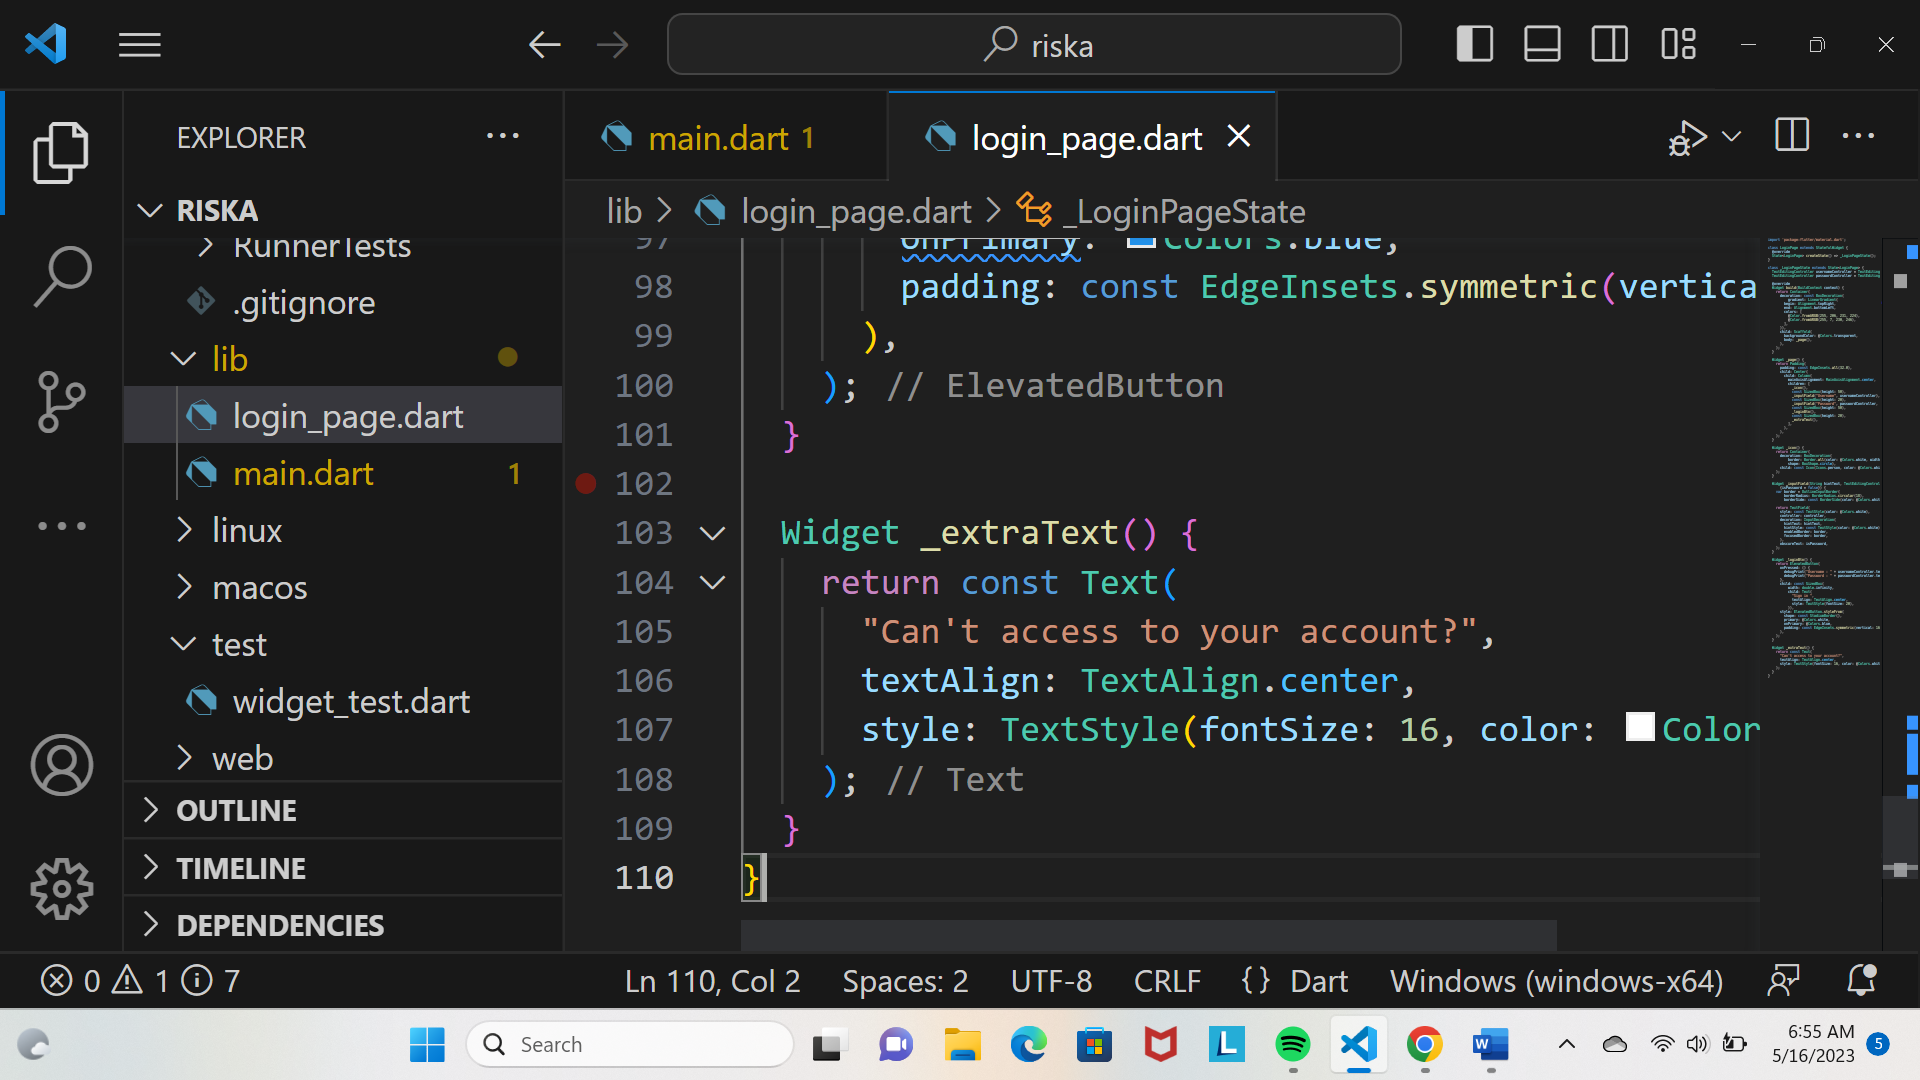 riska
EXPLORER
main.dart 1
login_page.dart
RISKA
lib > login_page.dart > _LoginPageState
RunnerTests
.gitignore
lib
login_page.dart
main.dart 1
linux
macos
test
widget_test.dart
web
OUTLINE
TIMELINE
DEPENDENCIES
97 onPrimary: Colors.blue,
98 padding: const EdgeInsets.symmetric(vertica
99 ),
100 ); // ElevatedButton
101 }
102
103 Widget _extraText() {
104 return const Text(
105 "Can't access to your account?",
106 textAlign: TextAlign.center,
107 style: TextStyle(fontSize: 16, color: Color
108 ); // Text
109 }
110 }
0 1 7
Ln 110, Col 2 Spaces: 2 UTF-8 CRLF {} Dart Windows (windows-x64)
Search
6:55 AM
5/16/2023
5